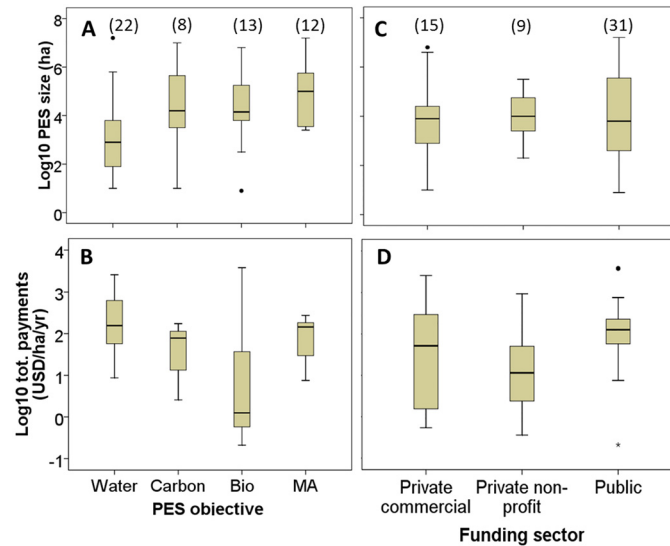 A (22) (8) (13) (12) C (15) (9) (31)
Log10 PES size (ha)
8
6
4
2
0
B D
Log10 tot. payments
(USD/ha/yr)
4
3
2
1
0
-1
Water Carbon Bio MA
PES objective
Private commercial Private non-profit Public
Funding sector